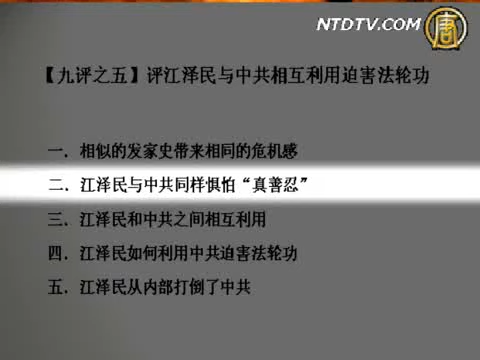 NTDTV.COM
唐
【九评之五】评江泽民与中共相互利用迫害法轮功
一．相似的发家史带来相同的危机感
二．江泽民与中共同样惧怕“真善忍”
三．江泽民和中共之间相互利用
四．江泽民如何利用中共迫害法轮功
五．江泽民从内部打倒了中共